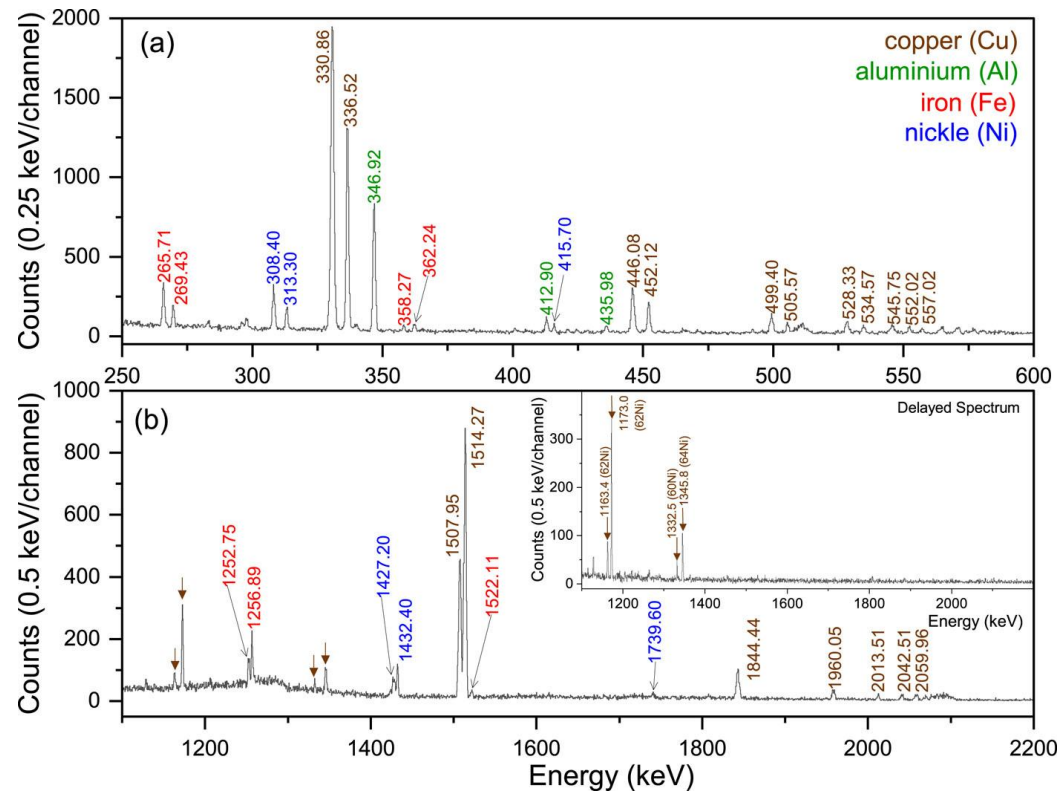 (a)
copper (Cu)
aluminium (Al)
iron (Fe)
nickle (Ni)
Counts (0.25 keV/channel)
2000
1500
1000
500
0
265.71
269.43
308.40
313.30
330.86
336.52
346.92
358.27
362.24
412.90
415.70
435.98
446.08
452.12
499.40
505.57
528.33
534.57
545.75
552.02
557.02
250 300 350 400 450 500 550 600
(b)
Counts (0.5 keV/channel)
1000
800
600
400
200
0
1252.75
1256.89
1427.20
1432.40
1507.95
1514.27
1522.11
1739.60
1844.44
1960.05
2013.51
2042.51
2059.96
1200 1400 1600 1800 2000 2200
Energy (keV)
Delayed Spectrum
Counts (0.5 keV/channel)
300
200
100
0
1163.4 (62Ni)
1173.0
(62Ni)
1332.5 (60Ni)
1345.8 (64Ni)
1200 1400 1600 1800 2000
Energy (keV)